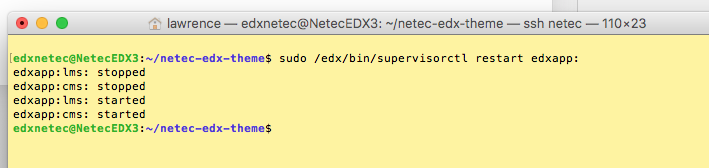 lawrence — edxnetec@NetecEDX3: ~/netec-edx-theme — ssh netec — 110×23
[edxnetec@NetecEDX3:~/netec-edx-theme$ sudo /edx/bin/supervisorctl restart edxapp:
edxapp:lms: stopped
edxapp:cms: stopped
edxapp:lms: started
edxapp:cms: started
edxnetec@NetecEDX3:~/netec-edx-theme$